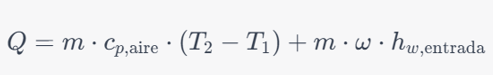 Q = m · c_{p,aire} · (T_2 − T_1) + m · ω · h_{w,entrada}